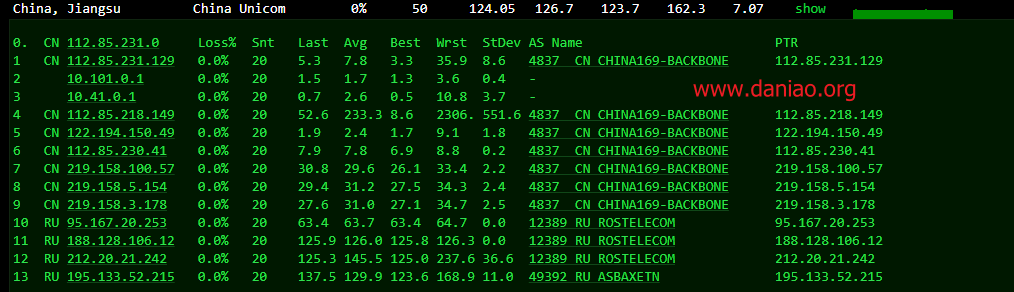 China, Jiangsu China Unicom 0% 50 124.05 126.7 123.7 162.3 7.07 show
0. CN 112.85.231.0 Loss% Snt Last Avg Best Wrst StDev AS Name PTR
1 CN 112.85.231.129 0.0% 20 5.3 7.8 3.3 35.9 8.6 4837 CN CHINA169-BACKBONE 112.85.231.129
2 10.101.0.1 0.0% 20 1.5 1.7 1.3 3.6 0.4 -
www.daniao.org
3 10.41.0.1 0.0% 20 0.7 2.6 0.5 10.8 3.7 -
4 CN 112.85.218.149 0.0% 20 52.6 233.3 8.6 2306. 551.6 4837 CN CHINA169-BACKBONE 112.85.218.149
5 CN 122.194.150.49 0.0% 20 1.9 2.4 1.7 9.1 1.8 4837 CN CHINA169-BACKBONE 122.194.150.49
6 CN 112.85.230.41 0.0% 20 7.9 7.8 6.9 8.8 0.2 4837 CN CHINA169-BACKBONE 112.85.230.41
7 CN 219.158.100.57 0.0% 20 30.8 29.6 26.1 33.4 2.2 4837 CN CHINA169-BACKBONE 219.158.100.57
8 CN 219.158.5.154 0.0% 20 29.4 31.2 27.5 34.3 2.4 4837 CN CHINA169-BACKBONE 219.158.5.154
9 CN 219.158.3.178 0.0% 20 27.6 31.0 27.1 34.7 2.5 4837 CN CHINA169-BACKBONE 219.158.3.178
10 RU 95.167.20.253 0.0% 20 63.4 63.7 63.4 64.7 0.0 12389 RU ROSTELECOM 95.167.20.253
11 RU 188.128.106.12 0.0% 20 125.9 126.0 125.8 126.3 0.0 12389 RU ROSTELECOM 188.128.106.12
12 RU 212.20.21.242 0.0% 20 125.3 145.5 125.0 237.6 36.6 12389 RU ROSTELECOM 212.20.21.242
13 RU 195.133.52.215 0.0% 20 137.5 129.9 123.6 168.9 11.0 49392 RU ASBAXETN 195.133.52.215